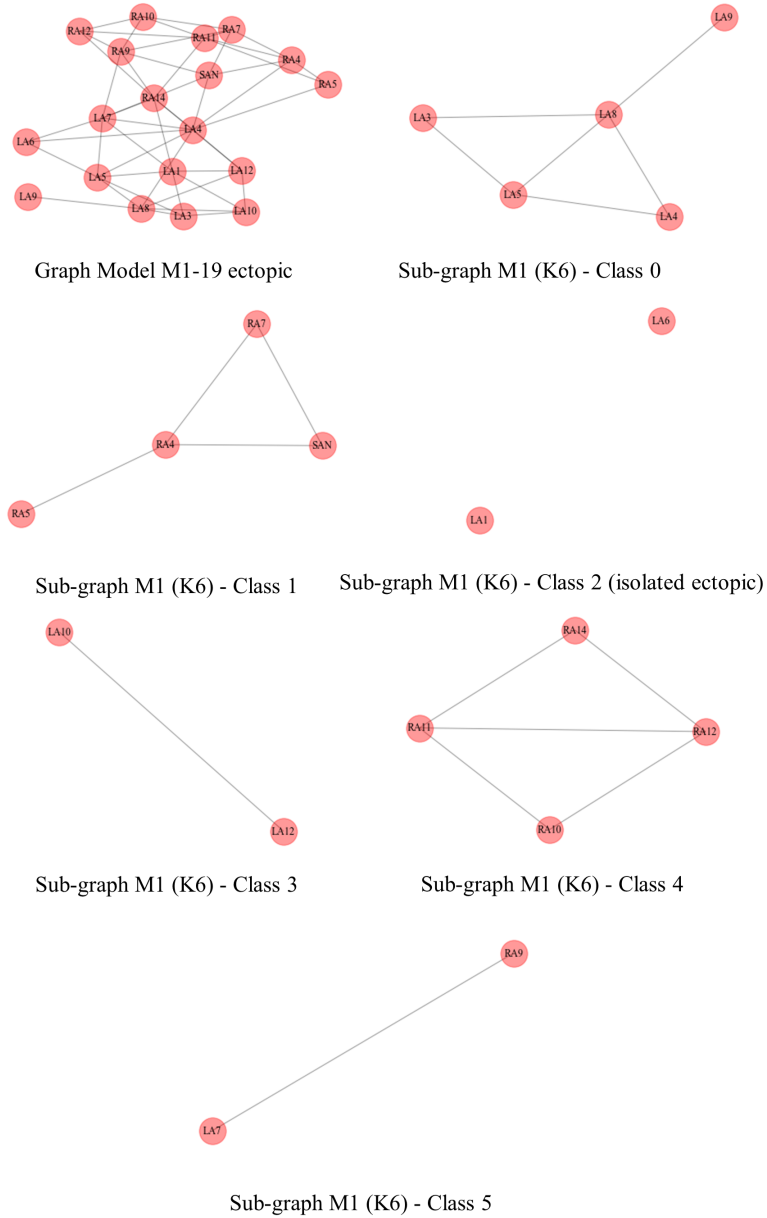 RA10
RA12
RA7
RA11
RA9
RA4
SAN
RA5
RA14
LA7
LA4
LA6
LA5
LA1
LA12
LA9
LA8
LA3
LA10
Graph Model M1-19 ectopic
LA9
LA3
LA8
LA5
LA4
Sub-graph M1 (K6) - Class 0
RA7
RA4
SAN
RA5
Sub-graph M1 (K6) - Class 1
LA6
LA1
Sub-graph M1 (K6) - Class 2 (isolated ectopic)
LA10
LA12
Sub-graph M1 (K6) - Class 3
RA14
RA11
RA12
RA10
Sub-graph M1 (K6) - Class 4
RA9
LA7
Sub-graph M1 (K6) - Class 5